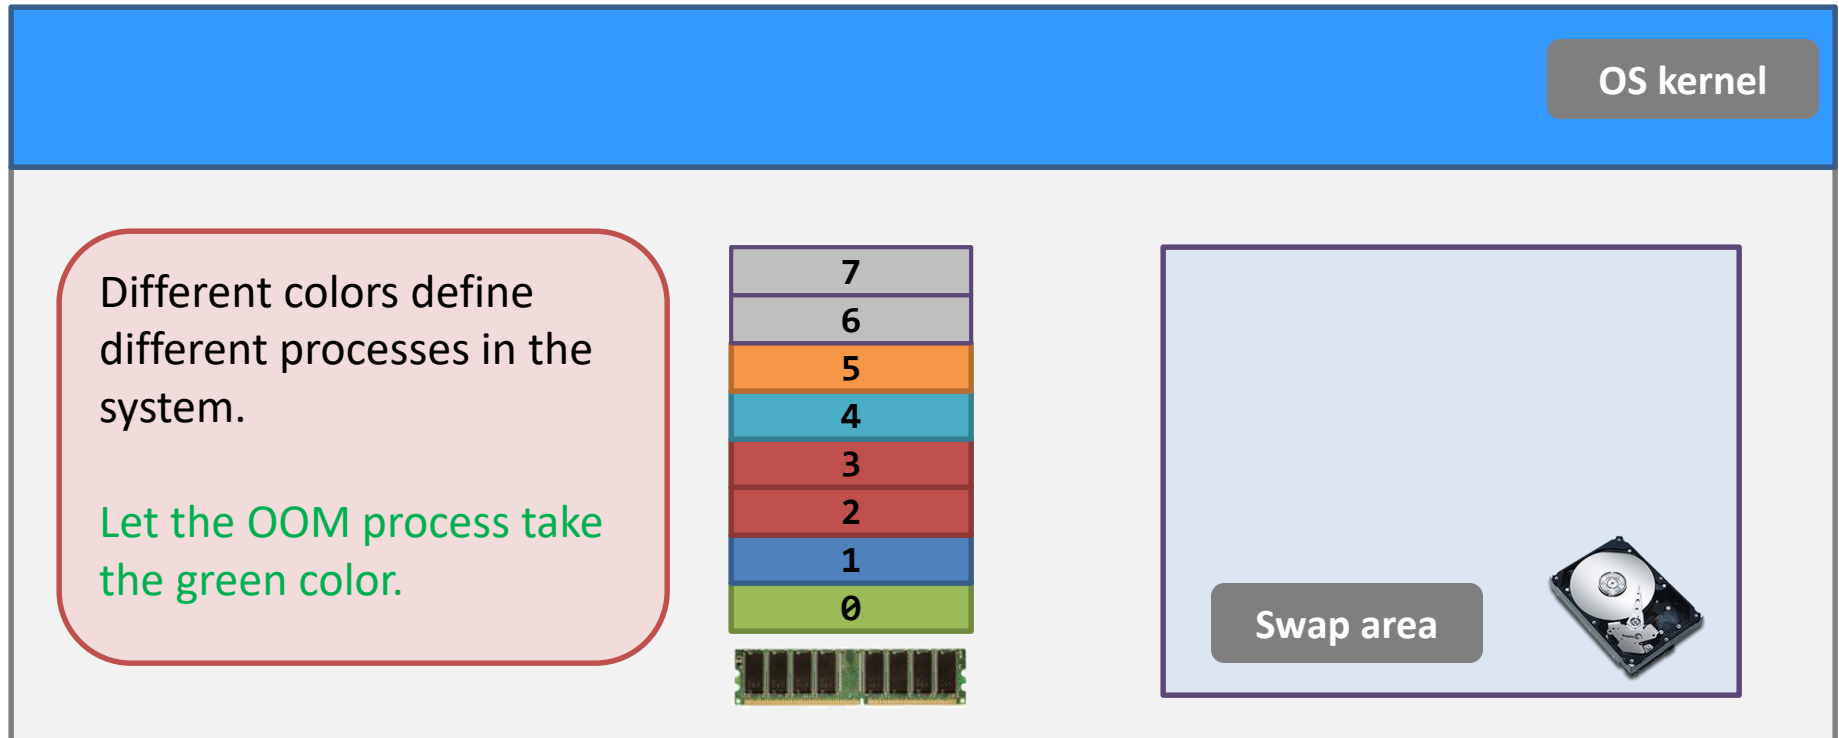 OS kernel
Different colors define
different processes in the
system.
Let the OOM process take
the green color.
7
6
5
4
3
2
1
0
Swap area